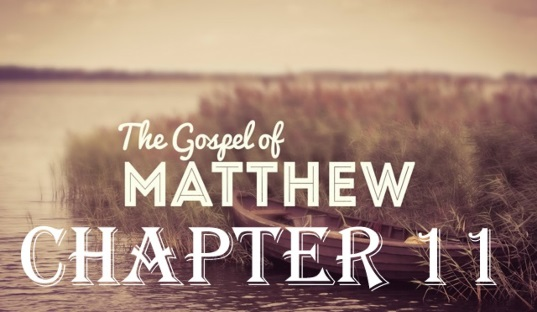 The Gospel of
MATTHEW
CHAPTER 11